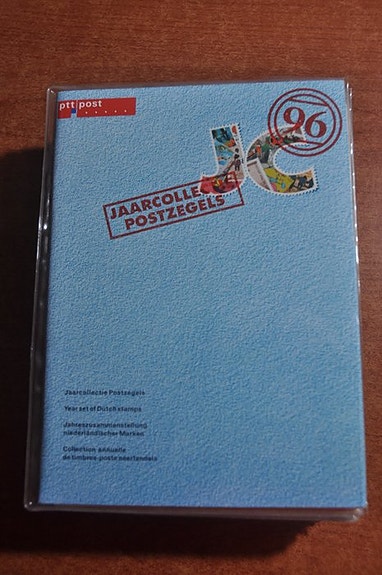 ptt post
JC
96
JAARCOLLE
POSTZEGELS
Jaarcollectie Postzegels
Year set of Dutch stamps
Jahreszusammenstellung
niederländischer Marken
Collection annuelle
de timbres-poste néerlandais